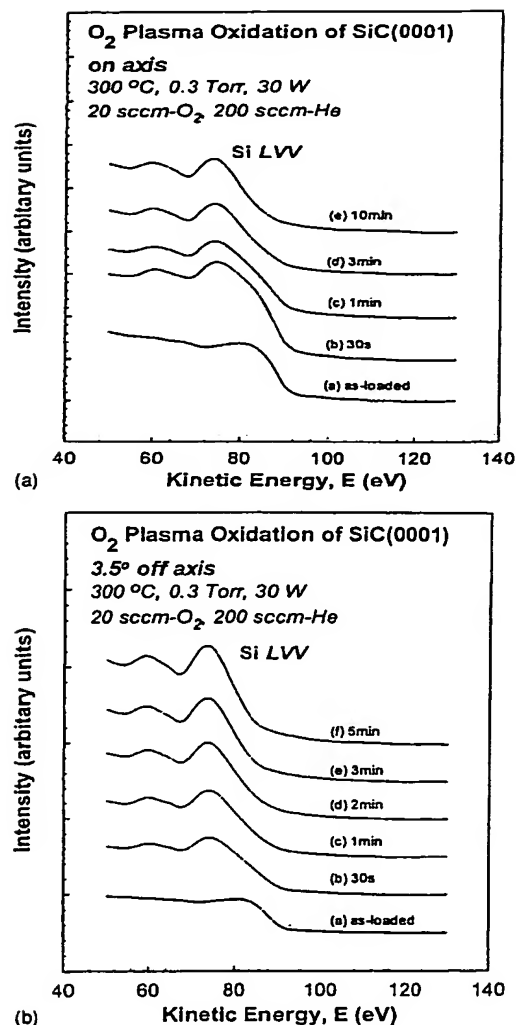 O₂ Plasma Oxidation of SiC(0001)
on axis
300 ºC, 0.3 Torr, 30 W
20 sccm-O₂, 200 sccm-He
Si LVV
(e) 10min
(d) 3min
(c) 1min
(b) 30s
(a) as-loaded
Intensity (arbitary units)
40 60 80 100 120 140
Kinetic Energy, E (eV)
(a)
O₂ Plasma Oxidation of SiC(0001)
3.5º off axis
300 ºC, 0.3 Torr, 30 W
20 sccm-O₂, 200 sccm-He
Si LVV
(f) 5min
(e) 3min
(d) 2min
(c) 1min
(b) 30s
(a) as-loaded
Intensity (arbitary units)
40 60 80 100 120 140
Kinetic Energy, E (eV)
(b)